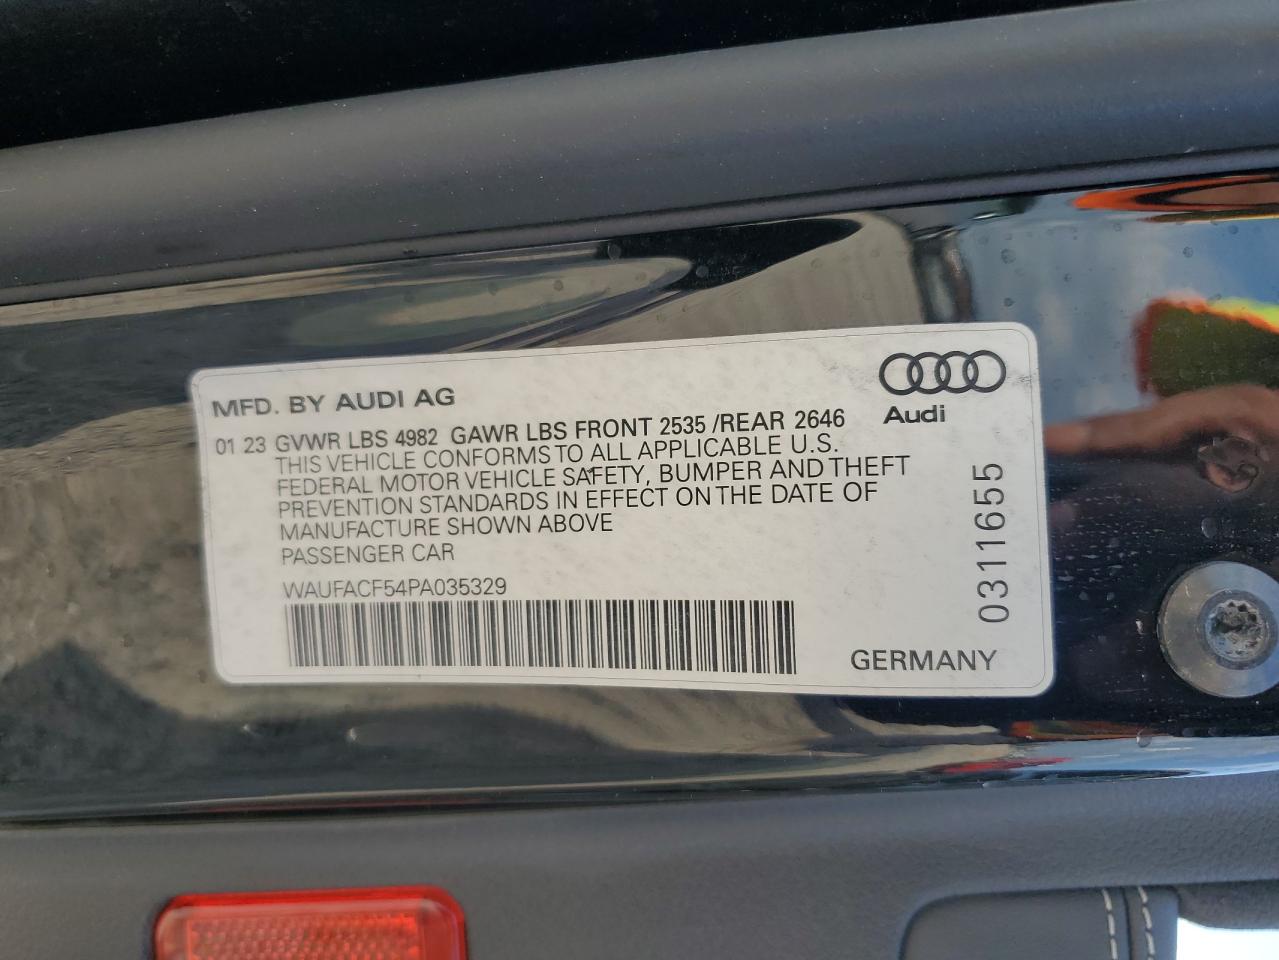 MFD. BY AUDI AG
Audi
01 23 GVWR LBS 4982 GAWR LBS FRONT 2535 /REAR 2646
THIS VEHICLE CONFORMS TO ALL APPLICABLE U.S.
FEDERAL MOTOR VEHICLE SAFETY, BUMPER AND THEFT
PREVENTION STANDARDS IN EFFECT ON THE DATE OF
MANUFACTURE SHOWN ABOVE
PASSENGER CAR
WAUFACF54PA035329
GERMANY
0311655